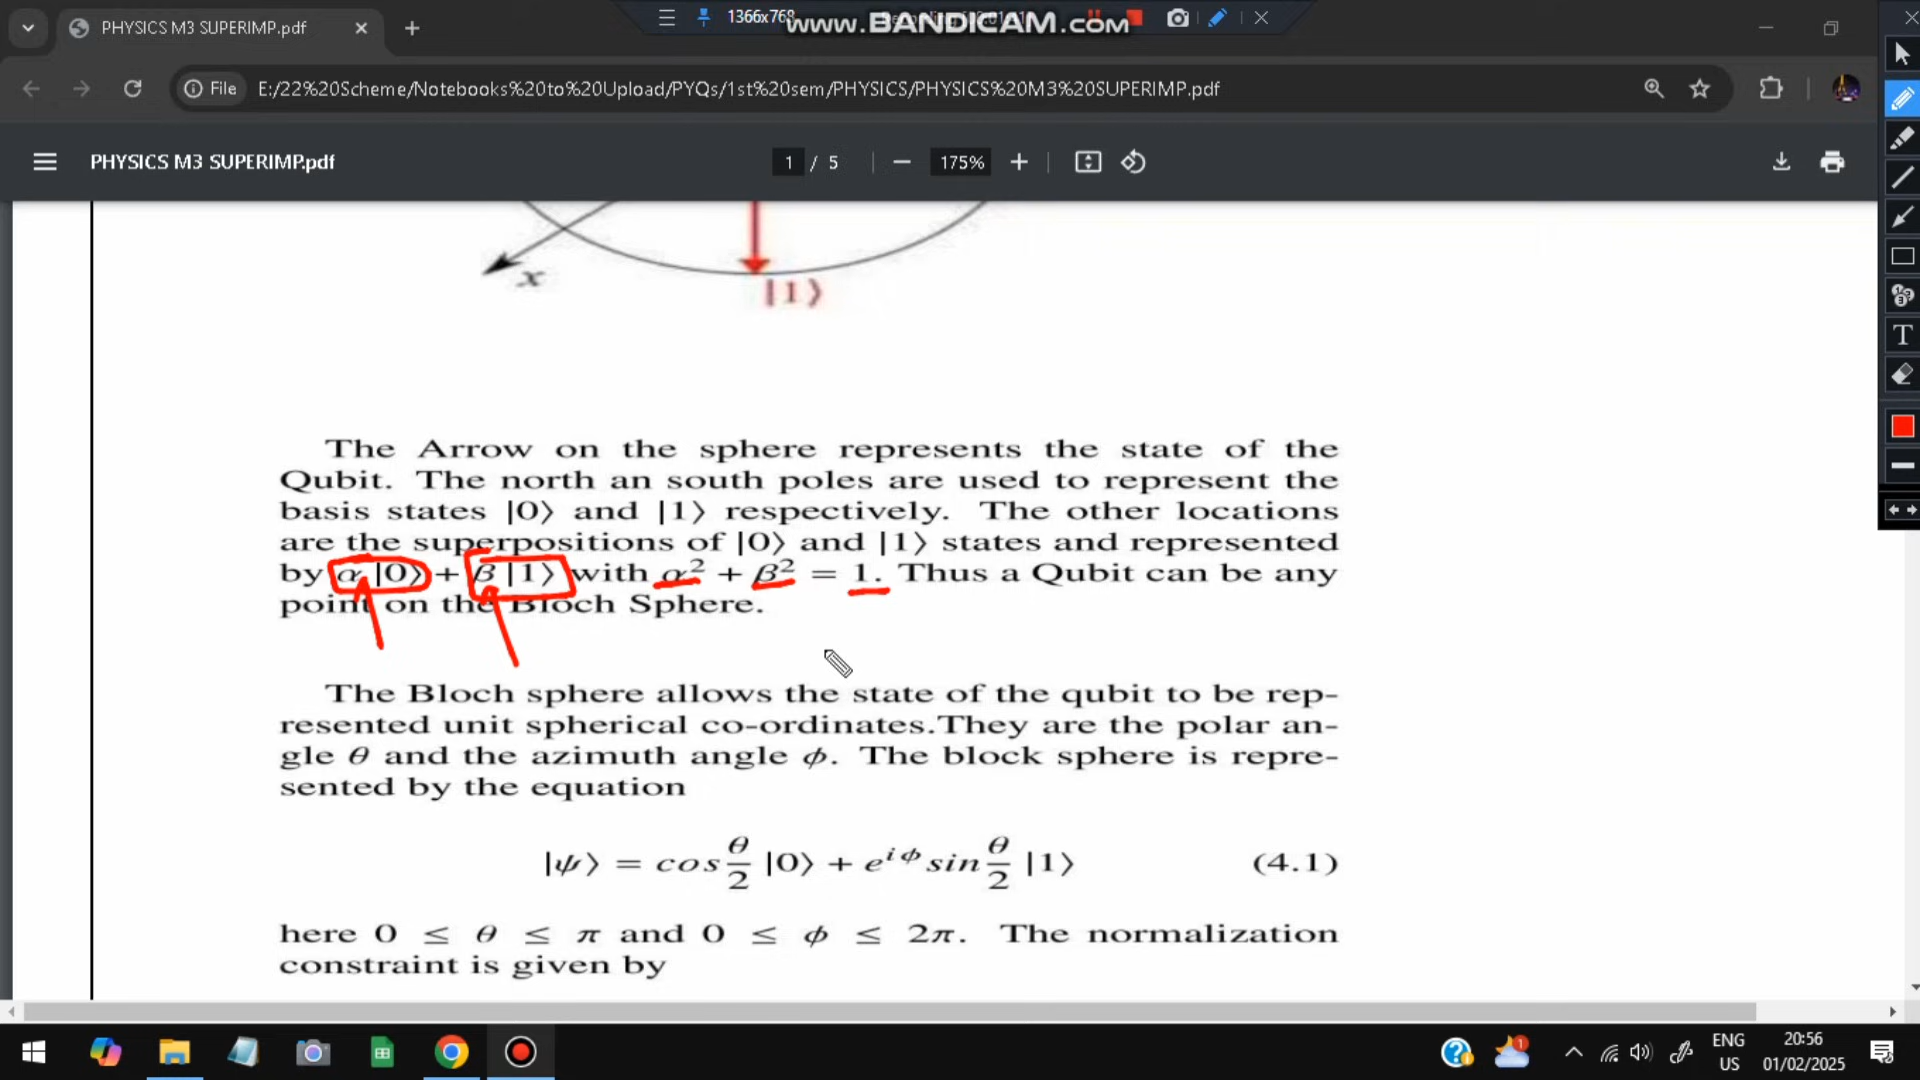 PHYSICS M3 SUPERIMP.pdf
1366x768
www.BANDICAM.com
File
E:/22%20Scheme/Notebooks%20to%20Upload/PYQs/1st%20sem/PHYSICS/PHYSICS%20M3%20SUPERIMP.pdf
PHYSICS M3 SUPERIMP.pdf
1 / 5
175%
x
|1⟩
The Arrow on the sphere represents the state of the
Qubit. The north an south poles are used to represent the
basis states |0⟩ and |1⟩ respectively. The other locations
are the superpositions of |0⟩ and |1⟩ states and represented
by α |0⟩ + β |1⟩ with α² + β² = 1. Thus a Qubit can be any
point on the Bloch Sphere.
The Bloch sphere allows the state of the qubit to be rep-
resented unit spherical co-ordinates.They are the polar an-
gle θ and the azimuth angle ϕ. The block sphere is repre-
sented by the equation
|ψ⟩ = cos θ/2 |0⟩ + e^{iϕ} sin θ/2 |1⟩ (4.1)
here 0 ≤ θ ≤ π and 0 ≤ ϕ ≤ 2π. The normalization
constraint is given by
T
1
ENG
US
20:56
01/02/2025